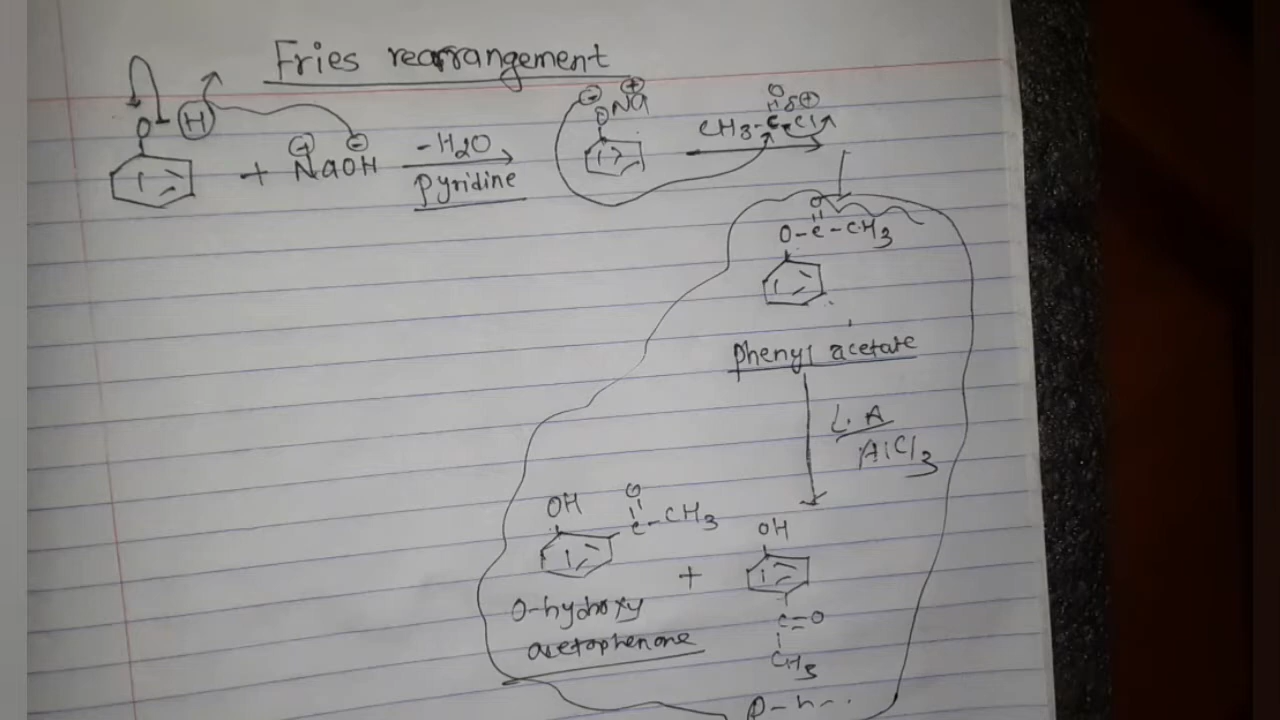 Fries rearrangement
O H + NaOH -H2O pyridine ONa CH3-C-Cl O δ⊕
O
O-C-CH3
phenyl acetate
L.A
AlCl3
OH O C-CH3 + OH
C=O
CH3
O-hydroxy
acetophenone
P-h..